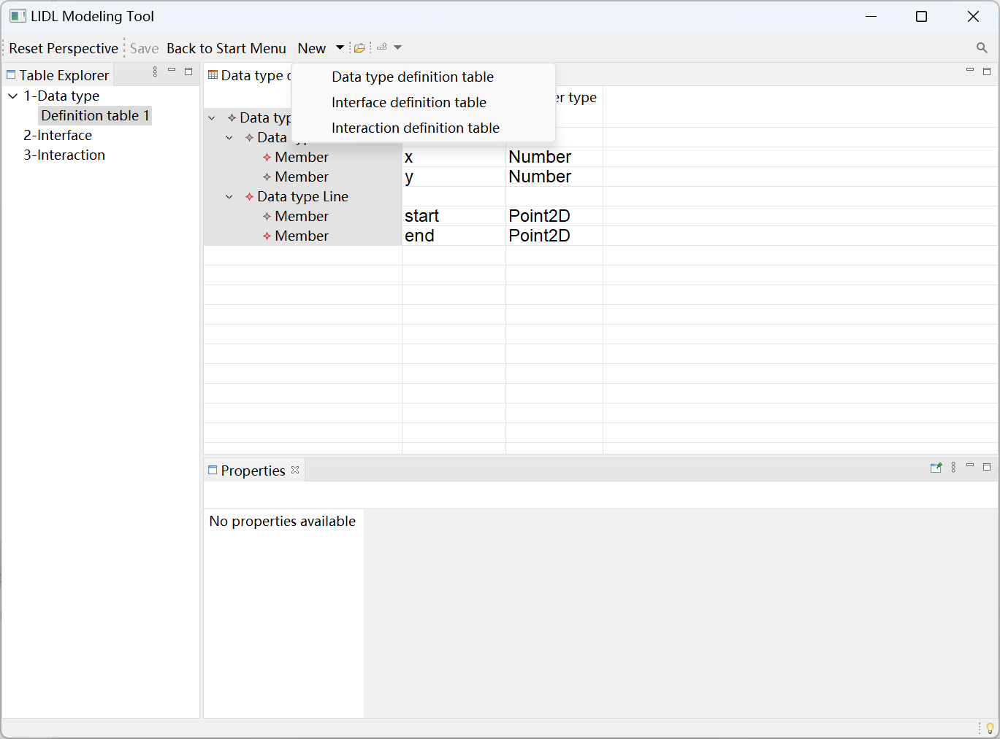 LIDL Modeling Tool
Reset Perspective Save Back to Start Menu New
Table Explorer
1-Data type
Definition table 1
2-Interface
3-Interaction
Data type
Data type definition table
Interface definition table
Interaction definition table
er type
Data typ
Data
Member x Number
Member y Number
Data type Line
Member start Point2D
Member end Point2D
Properties
No properties available